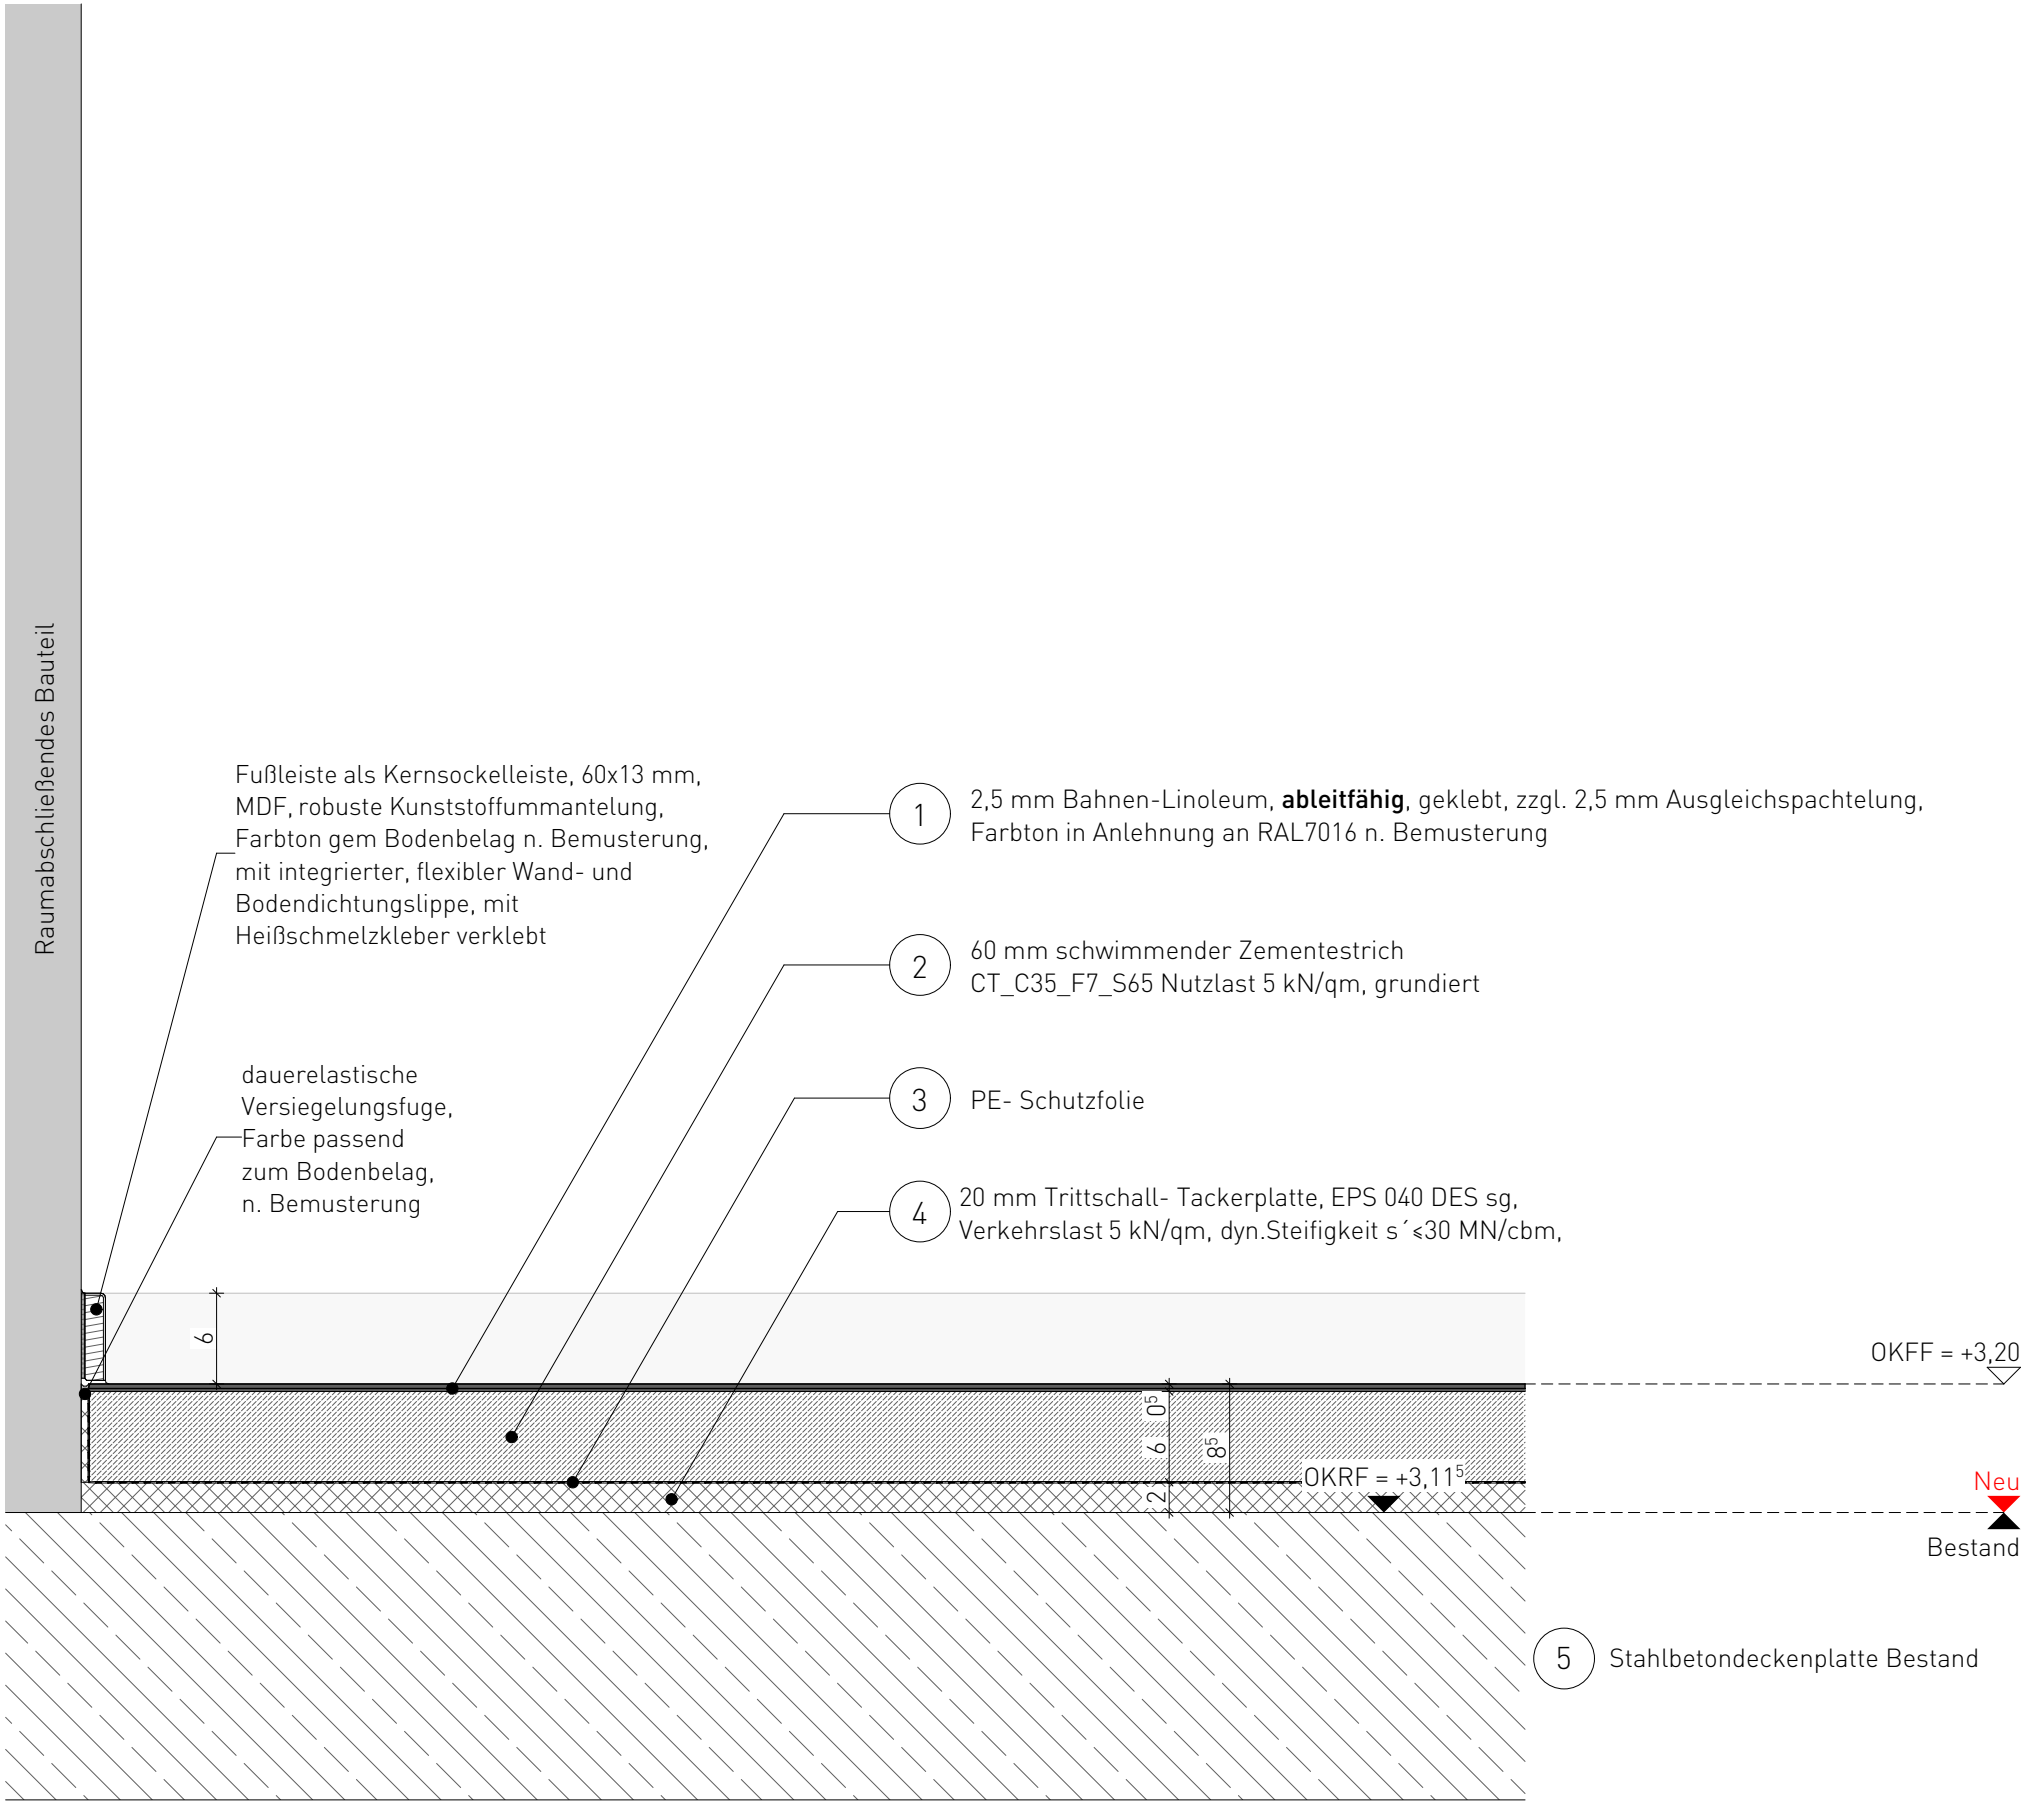 Raumabschließendes Bauteil
Fußleiste als Kernsockelleiste, 60x13 mm,
MDF, robuste Kunststoffummantelung,
Farbton gem Bodenbelag n. Bemusterung,
mit integrierter, flexibler Wand- und
Bodendichtungslippe, mit
Heißschmelzkleber verklebt
dauerelastische
Versiegelungsfuge,
Farbe passend
zum Bodenbelag,
n. Bemusterung
1
2,5 mm Bahnen-Linoleum, ableitfähig, geklebt, zzgl. 2,5 mm Ausgleichspachtelung,
Farbton in Anlehnung an RAL7016 n. Bemusterung
2
60 mm schwimmender Zementestrich
CT_C35_F7_S65 Nutzlast 5 kN/qm, grundiert
3
PE- Schutzfolie
4
20 mm Trittschall- Tackerplatte, EPS 040 DES sg,
Verkehrslast 5 kN/qm, dyn.Steifigkeit s´≤30 MN/cbm,
6
0⁵
6
2
8⁵
OKFF = +3,20
OKRF = +3,11⁵
Neu
Bestand
5
Stahlbetondeckenplatte Bestand